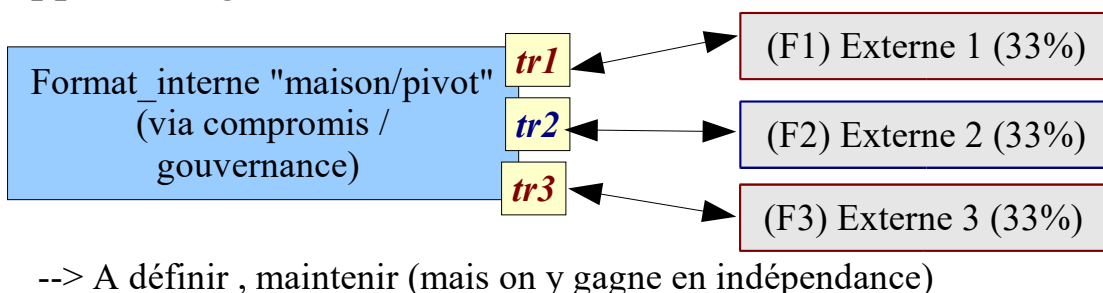 Format_interne "maison/pivot"
(via compromis /
gouvernance)
tr1
tr2
tr3
(F1) Externe 1 (33%)
(F2) Externe 2 (33%)
(F3) Externe 3 (33%)
--> A définir , maintenir (mais on y gagne en indépendance)